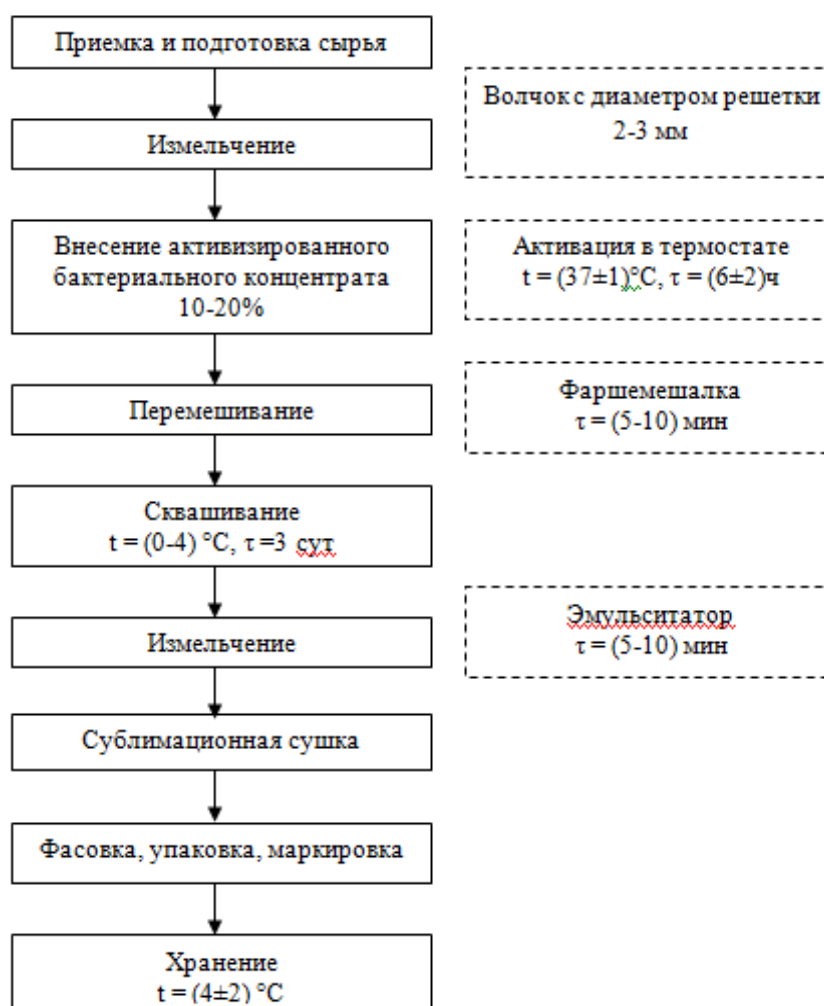 Приемка и подготовка сырья
Волчок с диаметром решетки
2-3 мм
Измельчение
Внесение активизированного
бактериального концентрата
10-20%
Активация в термостате
t = (37±1)°С, τ = (6±2)ч
Перемешивание
Фаршемешалка
τ = (5-10) мин
Сквашивание
t = (0-4) °С, τ =3 сут
Измельчение
Эмульситатор
τ = (5-10) мин
Сублимационная сушка
Фасовка, упаковка, маркировка
Хранение
t = (4±2) °С